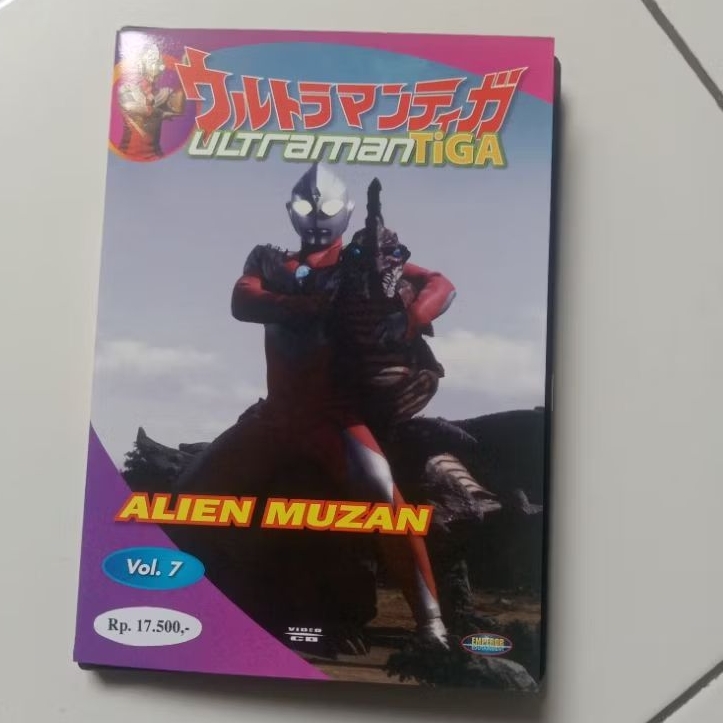 ウルトラマンティガ
ULTramanTiGA
ALIEN MUZAN
Vol. 7
Rp. 17.500,-
VIDEO
CD
EMPEROR